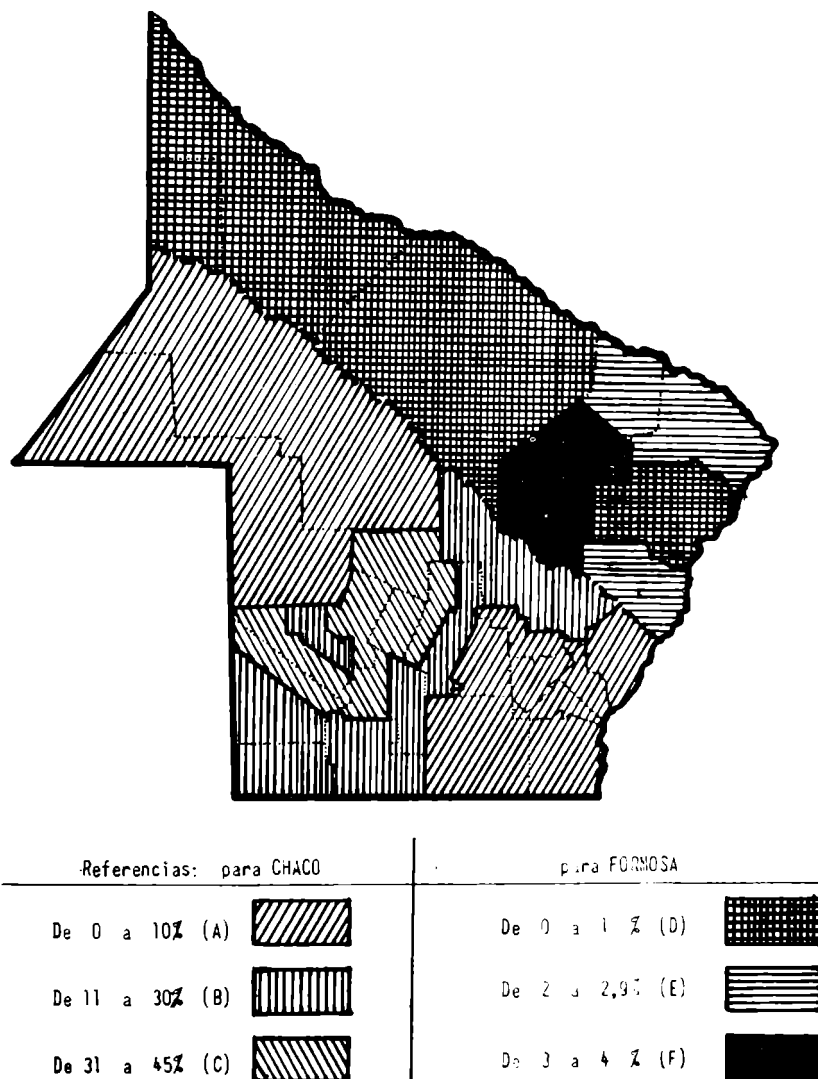 Referencias: para CHACO
para FORMOSA
De 0 a 10% (A)
De 0 a 1 % (D)
De 11 a 30% (B)
De 2 a 2,9% (E)
De 31 a 45% (C)
De 3 a 4 % (F)